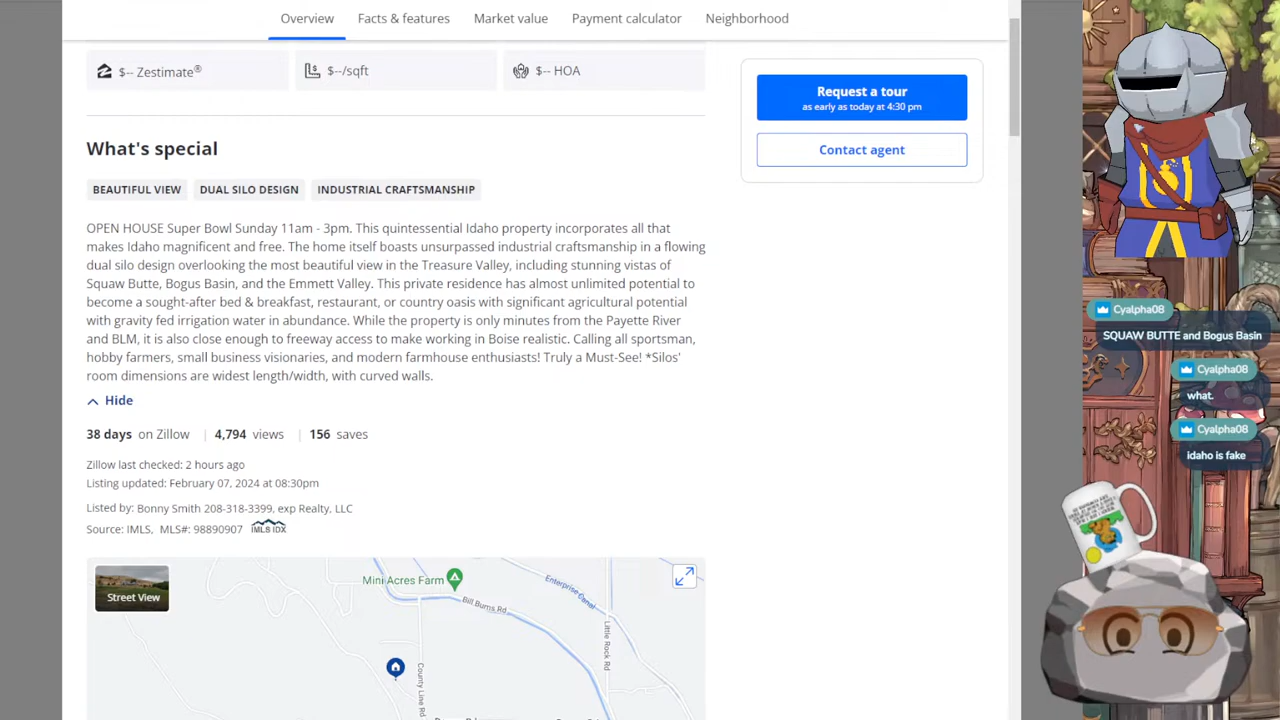 Overview
Facts & features
Market value
Payment calculator
Neighborhood
$-- Zestimate®
$--/sqft
$-- HOA
Request a tour
as early as today at 4:30 pm
Contact agent
What's special
BEAUTIFUL VIEW
DUAL SILO DESIGN
INDUSTRIAL CRAFTSMANSHIP
OPEN HOUSE Super Bowl Sunday 11am - 3pm. This quintessential Idaho property incorporates all that
makes Idaho magnificent and free. The home itself boasts unsurpassed industrial craftsmanship in a flowing
dual silo design overlooking the most beautiful view in the Treasure Valley, including stunning vistas of
Squaw Butte, Bogus Basin, and the Emmett Valley. This private residence has almost unlimited potential to
become a sought-after bed & breakfast, restaurant, or country oasis with significant agricultural potential
with gravity fed irrigation water in abundance. While the property is only minutes from the Payette River
and BLM, it is also close enough to freeway access to make working in Boise realistic. Calling all sportsman,
hobby farmers, small business visionaries, and modern farmhouse enthusiasts! Truly a Must-See! *Silos'
room dimensions are widest length/width, with curved walls.
Hide
38 days on Zillow | 4,794 views | 156 saves
Zillow last checked: 2 hours ago
Listing updated: February 07, 2024 at 08:30pm
Listed by: Bonny Smith 208-318-3399, exp Realty, LLC
Source: IMLS, MLS#: 98890907 IMLS IDX
Street View
Mini Acres Farm
Bill Burns Rd
Enterprise Canal
Little Rock Rd
County Line Rd
Cyalpha08
SQUAW BUTTE and Bogus Basin
Cyalpha08
what.
Cyalpha08
idaho is fake